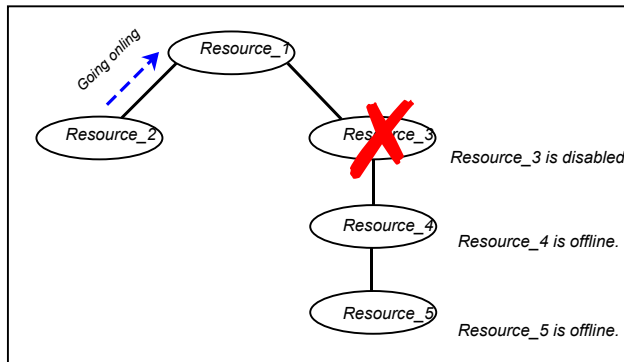 Resource_1
Going onling
Resource_2
Resource_3
Resource_3 is disabled
Resource_4
Resource_4 is offline.
Resource_5
Resource_5 is offline.